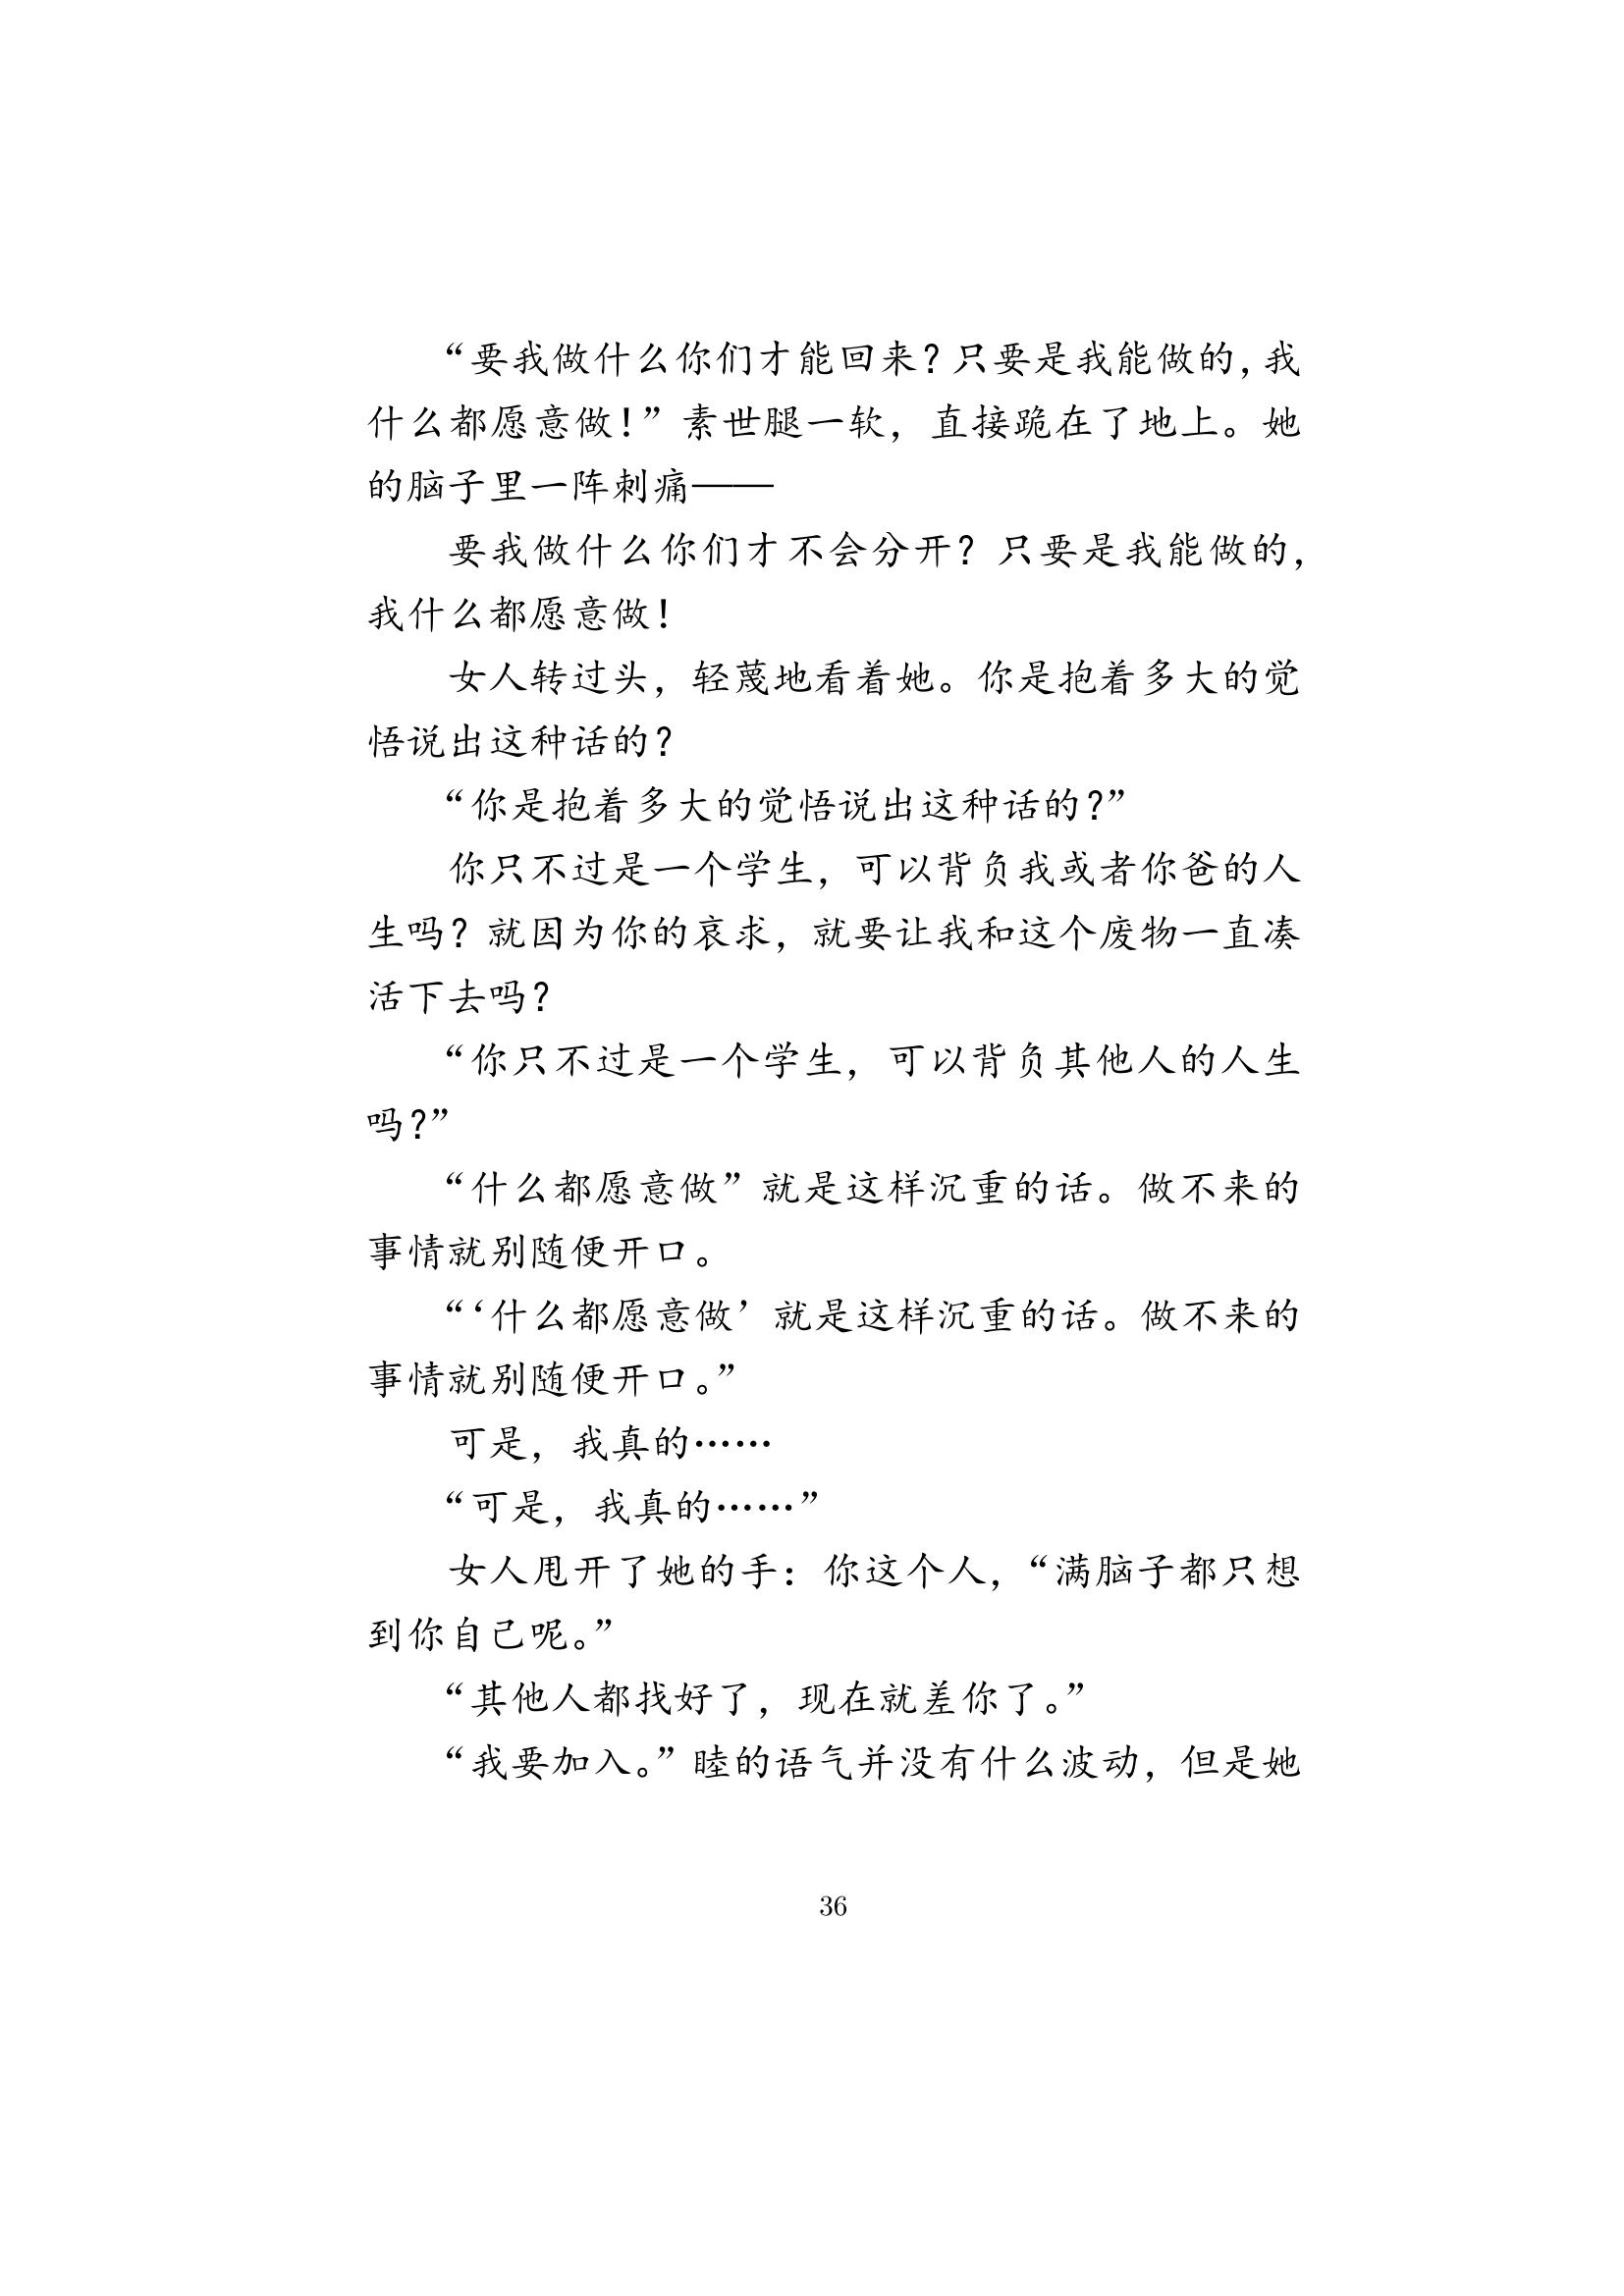 “要我做什么你们才能回来？只要是我能做的，我
什么都愿意做！”素世腿一软，直接跪在了地上。她
的脑子里一阵刺痛——
要我做什么你们才不会分开？只要是我能做的，
我什么都愿意做！
女人转过头，轻蔑地看着她。你是抱着多大的觉
悟说出这种话的？
“你是抱着多大的觉悟说出这种话的？”
你只不过是一个学生，可以背负我或者你爸的人
生吗？就因为你的哀求，就要让我和这个废物一直凑
活下去吗？
“你只不过是一个学生，可以背负其他人的人生
吗？”
“什么都愿意做”就是这样沉重的话。做不来的
事情就别随便开口。
“‘什么都愿意做’就是这样沉重的话。做不来的
事情就别随便开口。”
可是，我真的……
“可是，我真的……”
女人甩开了她的手：你这个人，“满脑子都只想
到你自己呢。”
“其他人都找好了，现在就差你了。”
“我要加入。”睦的语气并没有什么波动，但是她
36